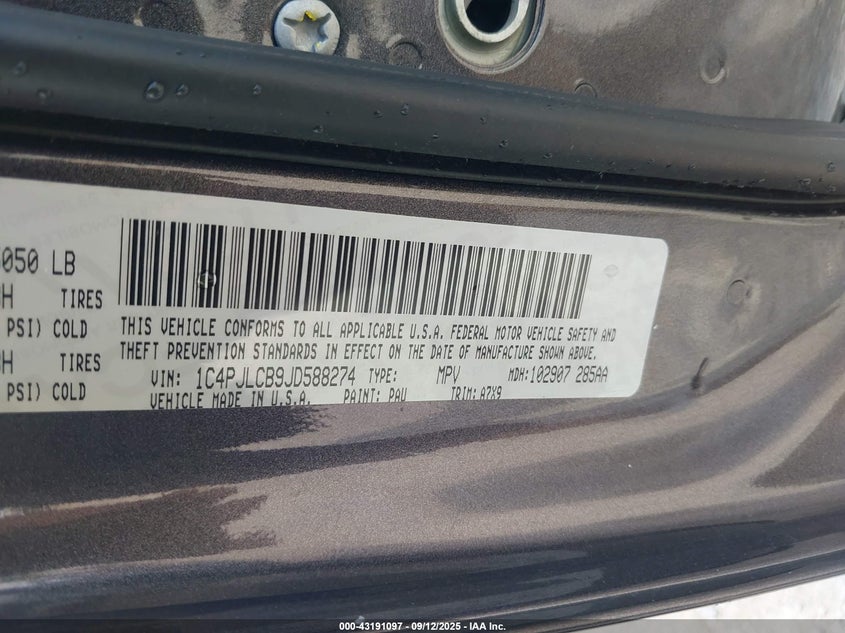 050 LB
H TIRES
PSI) COLD
H TIRES
PSI) COLD
THIS VEHICLE CONFORMS TO ALL APPLICABLE U.S.A. FEDERAL MOTOR VEHICLE SAFETY AND
THEFT PREVENTION STANDARDS IN EFFECT ON THE DATE OF MANUFACTURE SHOWN ABOVE.
VIN: 1C4PJLCB9JD588274 TYPE: MPV MDH:102907 285AA
VEHICLE MADE IN U.S.A. PAINT: PAU TRIM: A7X9
000-43191097 - 09/12/2025 - IAA Inc.